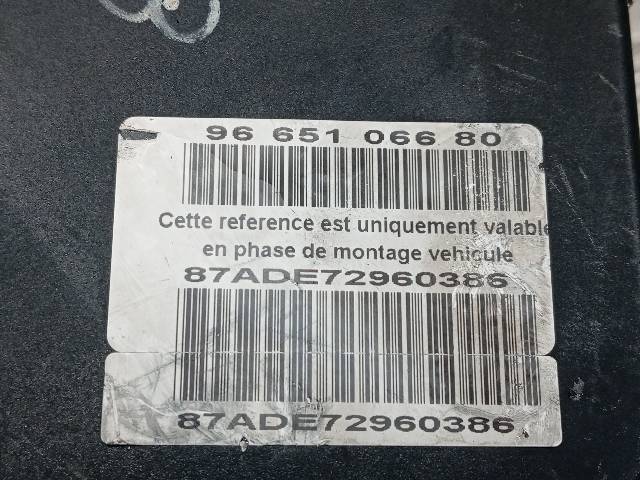 96 651 066 80
Cette reference est uniquement valable
en phase de montage vehicule
87ADE72960386
87ADE72960386